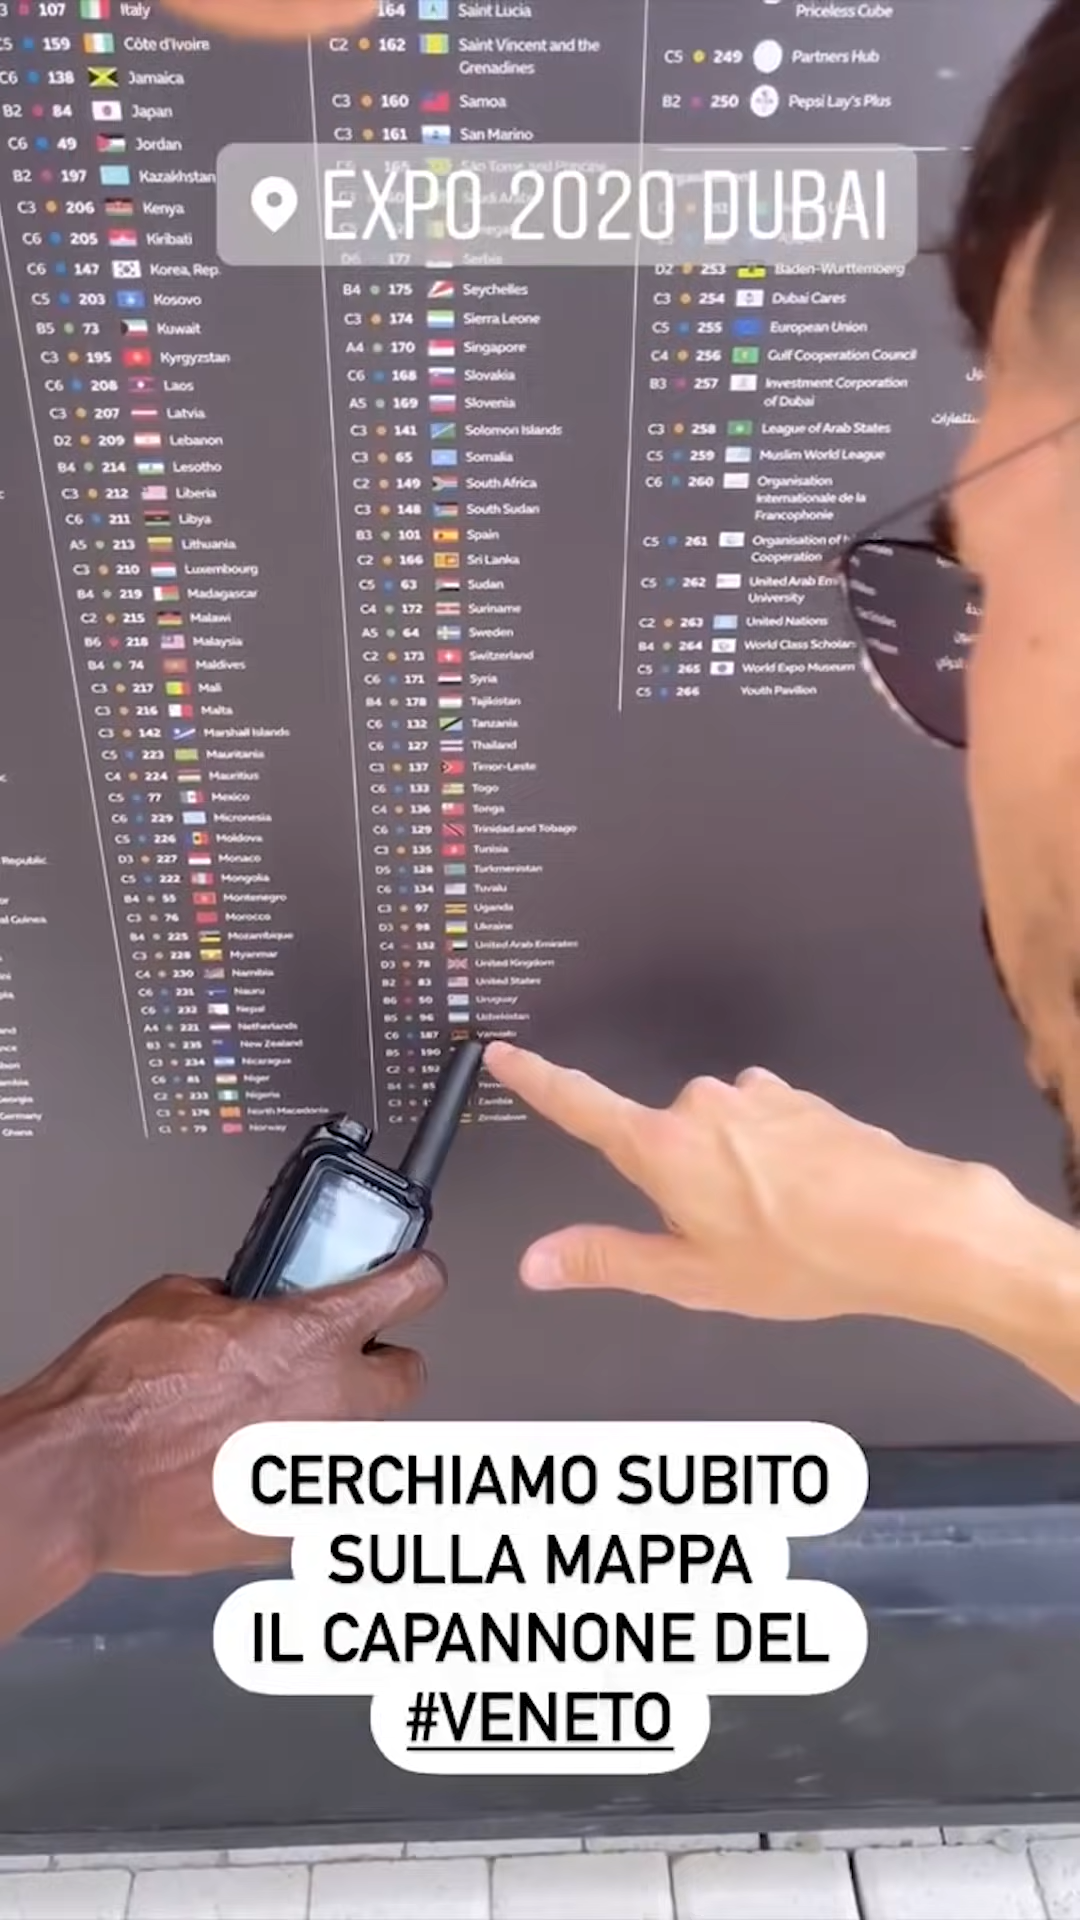 107 Italy
C5 159 Côte d'Ivoire
C6 138 Jamaica
B2 84 Japan
C6 49 Jordan
B2 197 Kazakhstan
C3 206 Kenya
C6 205 Kiribati
C6 147 Korea, Rep.
C5 203 Kosovo
B5 73 Kuwait
C3 195 Kyrgyzstan
C6 208 Laos
C3 207 Latvia
D2 209 Lebanon
B4 214 Lesotho
C3 212 Liberia
C6 211 Libya
A5 213 Lithuania
C3 210 Luxembourg
B4 219 Madagascar
C2 215 Malawi
B6 218 Malaysia
B4 74 Maldives
C3 217 Mali
C3 216 Malta
C3 142 Marshall Islands
C5 223 Mauritania
C4 224 Mauritius
C5 77 Mexico
C6 229 Micronesia
C5 226 Moldova
D3 227 Monaco
C5 222 Mongolia
B4 55 Montenegro
C3 76 Morocco
B4 225 Mozambique
C3 228 Myanmar
C4 230 Namibia
C6 231 Nauru
C6 232 Nepal
A4 221 Netherlands
B3 235 New Zealand
C3 234 Nicaragua
C6 81 Niger
C2 233 Nigeria
C3 176 North Macedonia
C1 79 Norway
164 Saint Lucia
C2 162 Saint Vincent and the
Grenadines
C3 160 Samoa
C3 161 San Marino
EXPO 2020 DUBAI
177 Serbia
B4 175 Seychelles
C3 174 Sierra Leone
A4 170 Singapore
C6 168 Slovakia
A5 169 Slovenia
C3 141 Solomon Islands
C3 65 Somalia
C2 149 South Africa
C3 148 South Sudan
B3 101 Spain
C2 166 Sri Lanka
C5 63 Sudan
C4 172 Suriname
A5 64 Sweden
C2 173 Switzerland
C6 171 Syria
B4 178 Tajikistan
C6 132 Tanzania
C6 127 Thailand
C3 137 Timor-Leste
C6 133 Togo
C4 136 Tonga
C6 129 Trinidad and Tobago
C3 135 Tunisia
D5 128 Turkmenistan
C6 134 Tuvalu
C3 97 Uganda
D3 98 Ukraine
C4 152 United Arab Emirates
D3 78 United Kingdom
B2 83 United States
B6 50 Uruguay
B5 96 Uzbekistan
C6 187 Vanuatu
B5 190
C2
B4
C3 Zambia
C4 Zimbabwe
Priceless Cube
C5 249 Partners Hub
B2 250 Pepsi Lay's Plus
D2 253 Baden-Württemberg
C3 254 Dubai Cares
C5 255 European Union
C4 256 Gulf Cooperation Council
B3 257 Investment Corporation
of Dubai
C3 258 League of Arab States
C5 259 Muslim World League
C6 260 Organisation
Internationale de la
Francophonie
C5 261 Organisation of
Cooperation
C5 262 United Arab Em
University
C2 263 United Nations
B4 264 World Class Scholars
C5 265 World Expo Museum
C5 266 Youth Pavilion
CERCHIAMO SUBITO
SULLA MAPPA
IL CAPANNONE DEL
#VENETO